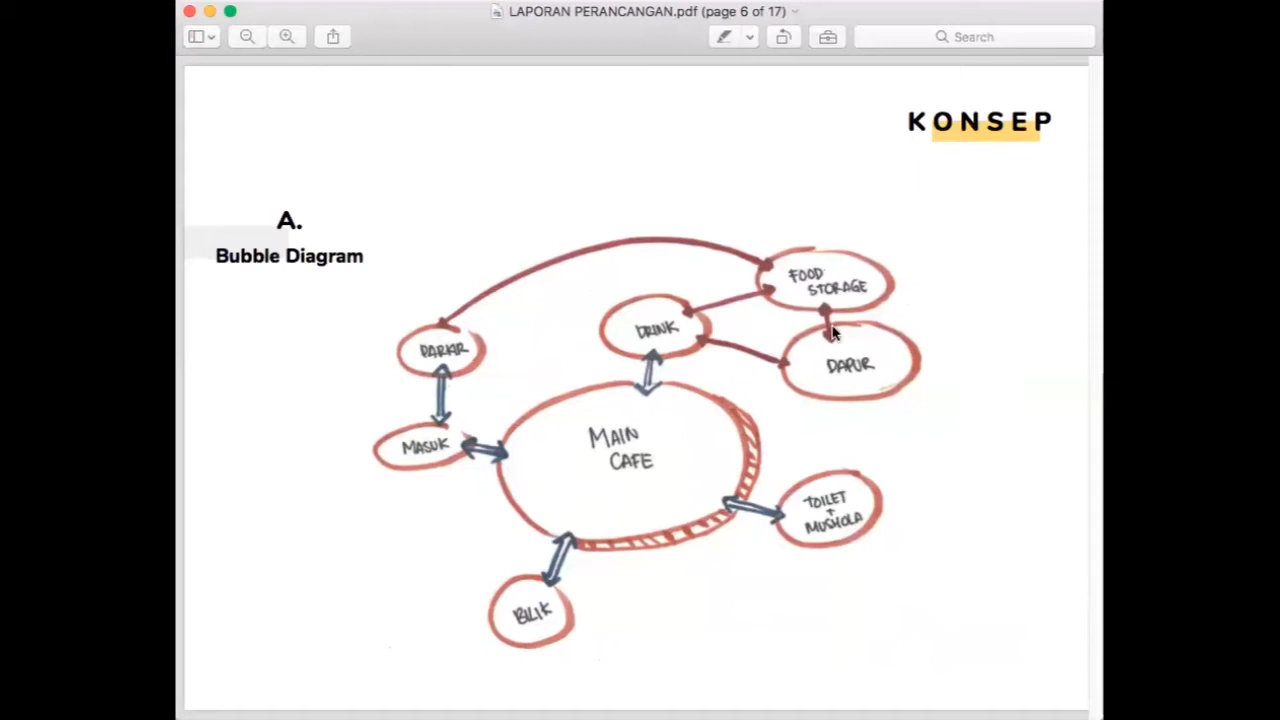 LAPORAN PERANCANGAN.pdf (page 6 of 17)
Search
KONSEP
A.
Bubble Diagram
FOOD
STORAGE
DRINK
PARKIR
DAPUR
MAIN
CAFE
MASUK
TOILET
+
MUSHOLA
BILIK